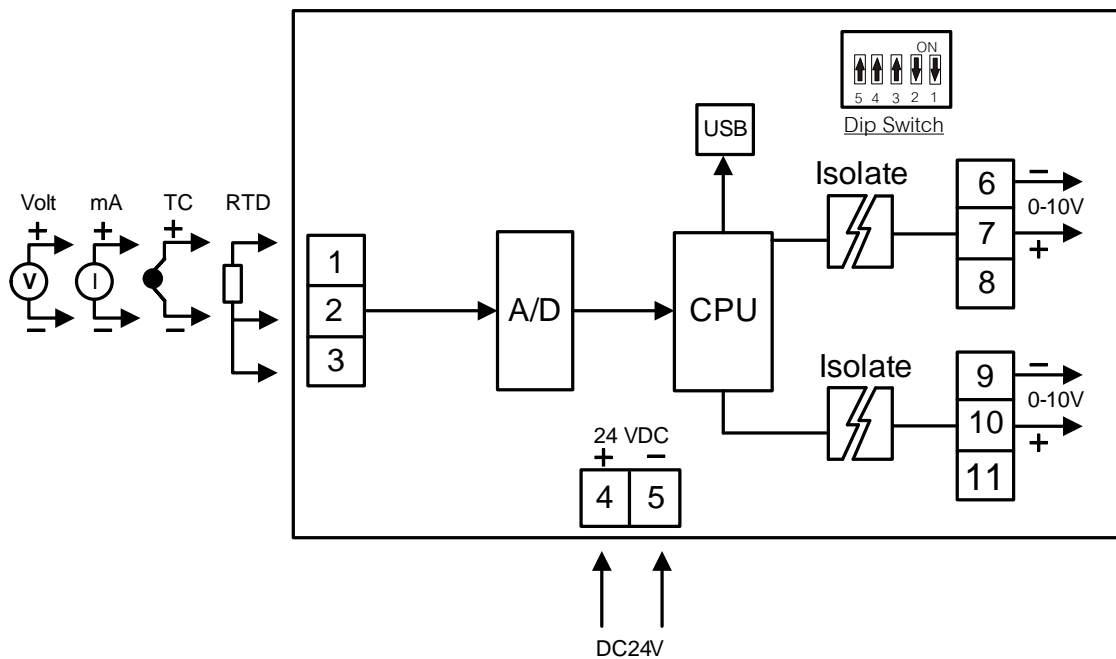 ON
5 4 3 2 1
Dip Switch
USB
Volt mA TC RTD
+ + +
V I
− − −
1
2
3
A/D
CPU
Isolate
6
7
8
−
0-10V
+
Isolate
9
10
11
−
0-10V
+
24 VDC
+ −
4 5
DC24V